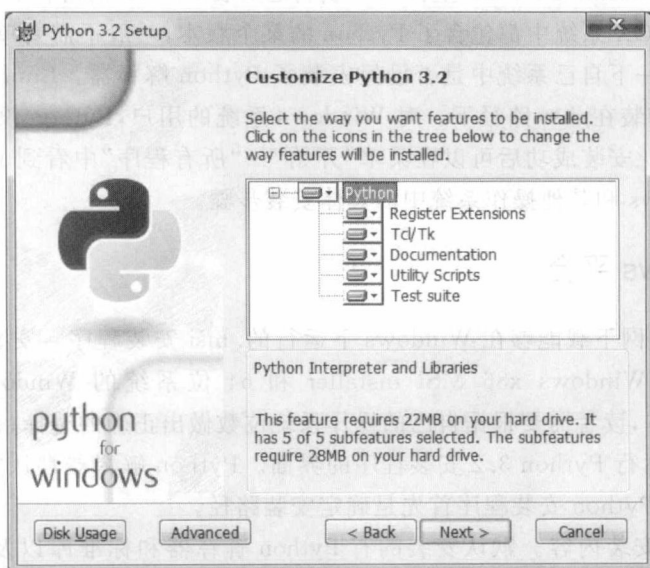 Python 3.2 Setup
Customize Python 3.2
Select the way you want features to be installed.
Click on the icons in the tree below to change the
way features will be installed.
Python
Register Extensions
Tcl/Tk
Documentation
Utility Scripts
Test suite
Python Interpreter and Libraries
This feature requires 22MB on your hard drive. It
has 5 of 5 subfeatures selected. The subfeatures
require 28MB on your hard drive.
python
for
windows
Disk Usage
Advanced
< Back
Next >
Cancel